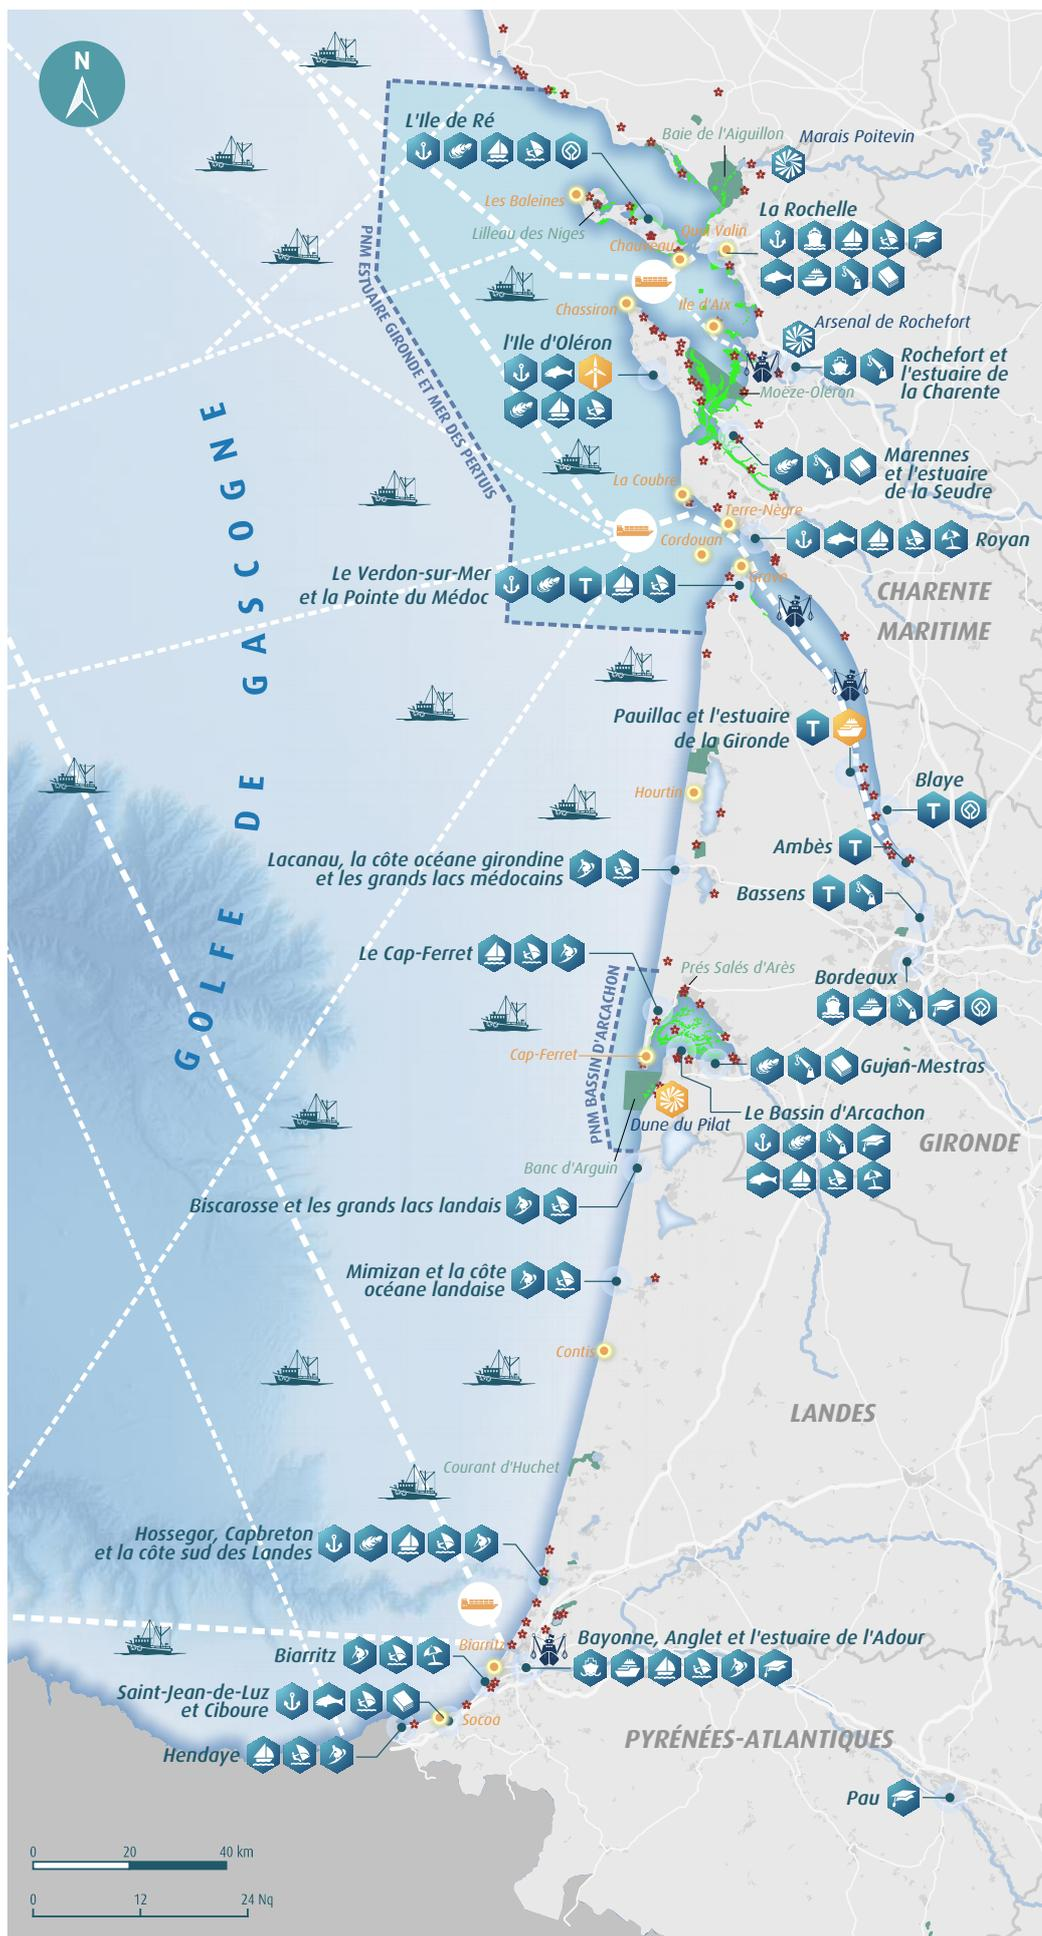 N
L'Ile de Ré
Baie de l'Aiguillon
Marais Poitevin
Les Baleines
La Rochelle
Lilleau des Niges
Quai Valin
Chauveau
PNM ESTUAIRE GIRONDE ET MER DES PERTUIS
Chassiron
Ile d'Aix
Arsenal de Rochefort
l'Ile d'Oléron
Rochefort et
l'estuaire de
la Charente
Moëze-Oléron
GOLFE DE GASCOGNE
Marennes
et l'estuaire
de la Seudre
La Coubre
Terre-Nègre
Cordouan
Royan
Le Verdon-sur-Mer
et la Pointe du Médoc
T
Grave
CHARENTE
MARITIME
Pauillac et l'estuaire
de la Gironde
T
Hourtin
Blaye
T
Ambès
T
Lacanau, la côte océane girondine
et les grands lacs médocains
Bassens
T
Le Cap-Ferret
Prés Salés d'Arès
Bordeaux
PNM BASSIN D'ARCACHON
Cap-Ferret
Gujan-Mestras
Le Bassin d'Arcachon
Dune du Pilat
GIRONDE
Banc d'Arguin
Biscarosse et les grands lacs landais
Mimizan et la côte
océane landaise
Contis
LANDES
Courant d'Huchet
Hossegor, Capbreton
et la côte sud des Landes
Biarritz
Bayonne, Anglet et l'estuaire de l'Adour
Biarritz
Saint-Jean-de-Luz
et Ciboure
Socoa
Hendaye
PYRÉNÉES-ATLANTIQUES
Pau
0 20 40 km
0 12 24 Nq